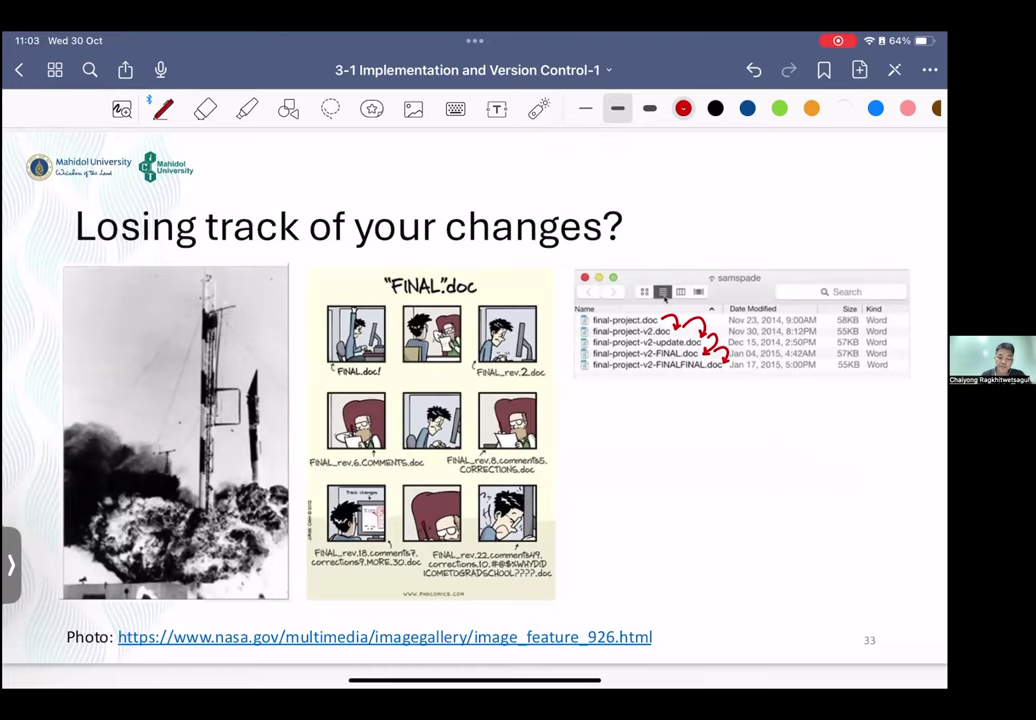 11:03 Wed 30 Oct
64%
3-1 Implementation and Version Control-1
Mahidol University
Wisdom of the Land
Mahidol
University
Losing track of your changes?
"FINAL".doc
FINAL.doc!
FINAL_rev.2.doc
FINAL_rev.6.COMMENTS.doc
FINAL_rev.8.comments5.
CORRECTIONS.doc
Track changes
FINAL_rev.18.comments7.
corrections9.MORE.30.doc
FINAL_rev.22.comments49.
corrections.10.#@$%WHYDID
ICOMETOGRADSCHOOL????.doc
WWW.PHDCOMICS.COM
samspade
Search
Name Date Modified Size Kind
final-project.doc Nov 23, 2014, 9:00AM 58KB Word
final-project-v2.doc Nov 30, 2014, 8:12PM 55KB Word
final-project-v2-update.doc Dec 15, 2014, 2:50PM 57KB Word
final-project-v2-FINAL.doc Jan 04, 2015, 4:42AM 57KB Word
final-project-v2-FINALFINAL.doc Jan 17, 2015, 5:00PM 55KB Word
Photo: https://www.nasa.gov/multimedia/imagegallery/image_feature_926.html
33
Chaiyong Ragkhitwetsagul